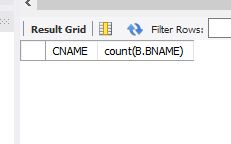 Result Grid Filter Rows:
CNAME count(B.BNAME)